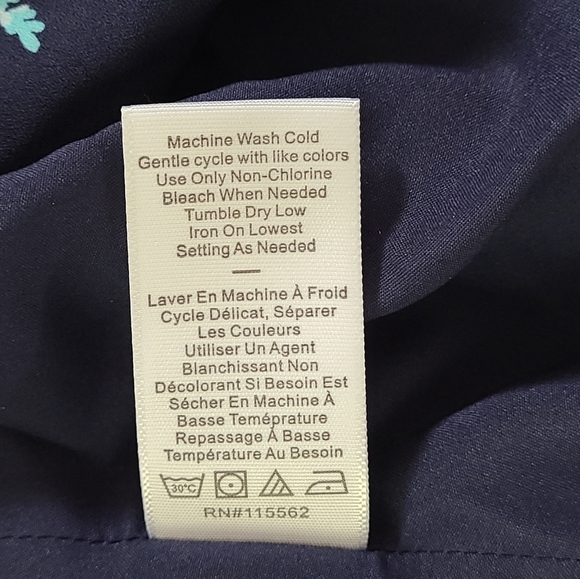 Machine Wash Cold
Gentle cycle with like colors
Use Only Non-Chlorine
Bleach When Needed
Tumble Dry Low
Iron On Lowest
Setting As Needed
Laver En Machine À Froid
Cycle Délicat, Séparer
Les Couleurs
Utiliser Un Agent
Blanchissant Non
Décolorant Si Besoin Est
Sécher En Machine À
Basse Teméprature
Repassage À Basse
Température Au Besoin
30°C
RN#115562